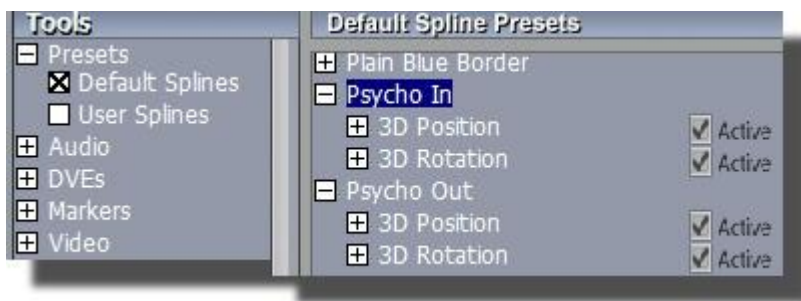 Tools
Presets
Default Splines
User Splines
Audio
DVEs
Markers
Video
Default Spline Presets
Plain Blue Border
Psycho In
3D Position Active
3D Rotation Active
Psycho Out
3D Position Active
3D Rotation Active